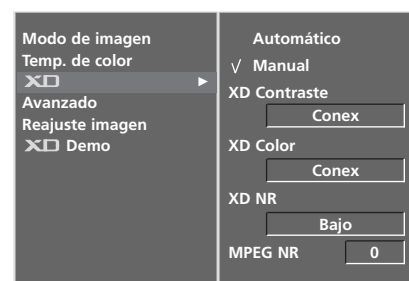 Modo de imagen
Temp. de color
XD
Avanzado
Reajuste imagen
XD Demo
Automático
√ Manual
XD Contraste
Conex
XD Color
Conex
XD NR
Bajo
MPEG NR 0